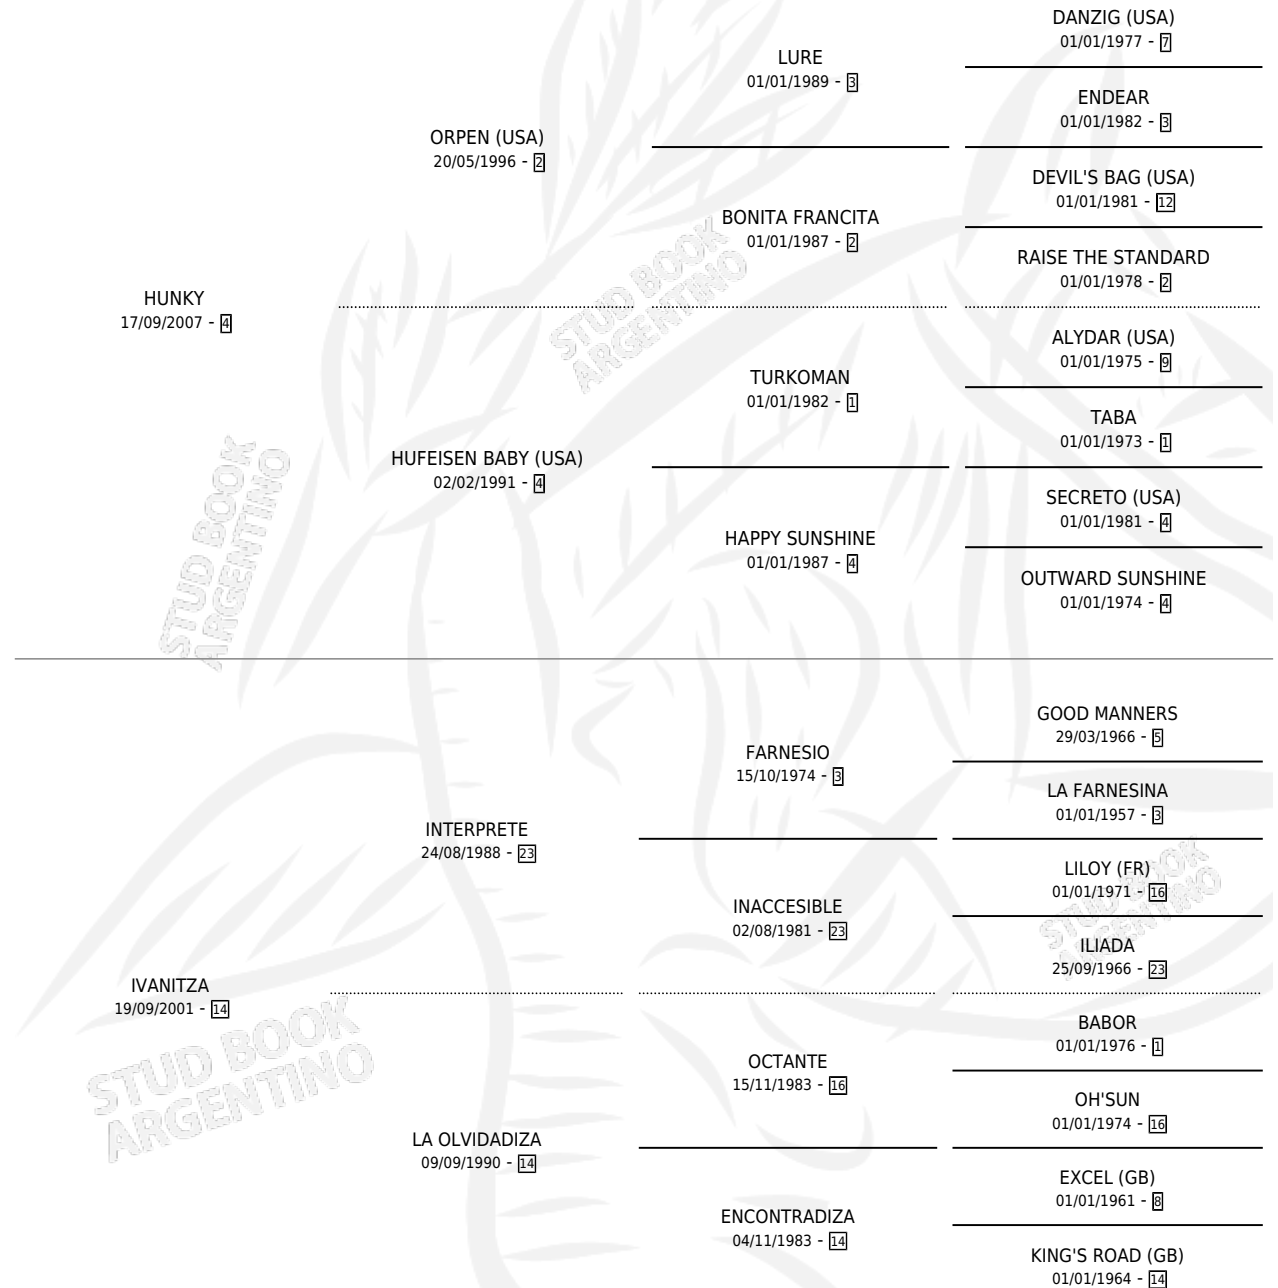 DANZIG (USA)
01/01/1977 - 7
LURE
01/01/1989 - 3
ENDEAR
01/01/1982 - 3
ORPEN (USA)
20/05/1996 - 2
DEVIL'S BAG (USA)
01/01/1981 - 12
BONITA FRANCITA
01/01/1987 - 2
RAISE THE STANDARD
01/01/1978 - 2
HUNKY
17/09/2007 - 4
ALYDAR (USA)
01/01/1975 - 9
TURKOMAN
01/01/1982 - 1
TABA
01/01/1973 - 1
HUFEISEN BABY (USA)
02/02/1991 - 4
SECRETO (USA)
01/01/1981 - 4
HAPPY SUNSHINE
01/01/1987 - 4
OUTWARD SUNSHINE
01/01/1974 - 4
GOOD MANNERS
29/03/1966 - 5
FARNESIO
15/10/1974 - 3
LA FARNESINA
01/01/1957 - 3
INTERPRETE
24/08/1988 - 23
LILOY (FR)
01/01/1971 - 16
INACCESIBLE
02/08/1981 - 23
ILIADA
25/09/1966 - 23
IVANITZA
19/09/2001 - 14
BABOR
01/01/1976 - 1
OCTANTE
15/11/1983 - 16
OH'SUN
01/01/1974 - 16
LA OLVIDADIZA
09/09/1990 - 14
EXCEL (GB)
01/01/1961 - 8
ENCONTRADIZA
04/11/1983 - 14
KING'S ROAD (GB)
01/01/1964 - 14
STUD BOOK
ARGENTINO
STUD BOOK
ARGENTINO
STUD BOOK
ARGENTINO
STUD BOOK
ARGENTINO